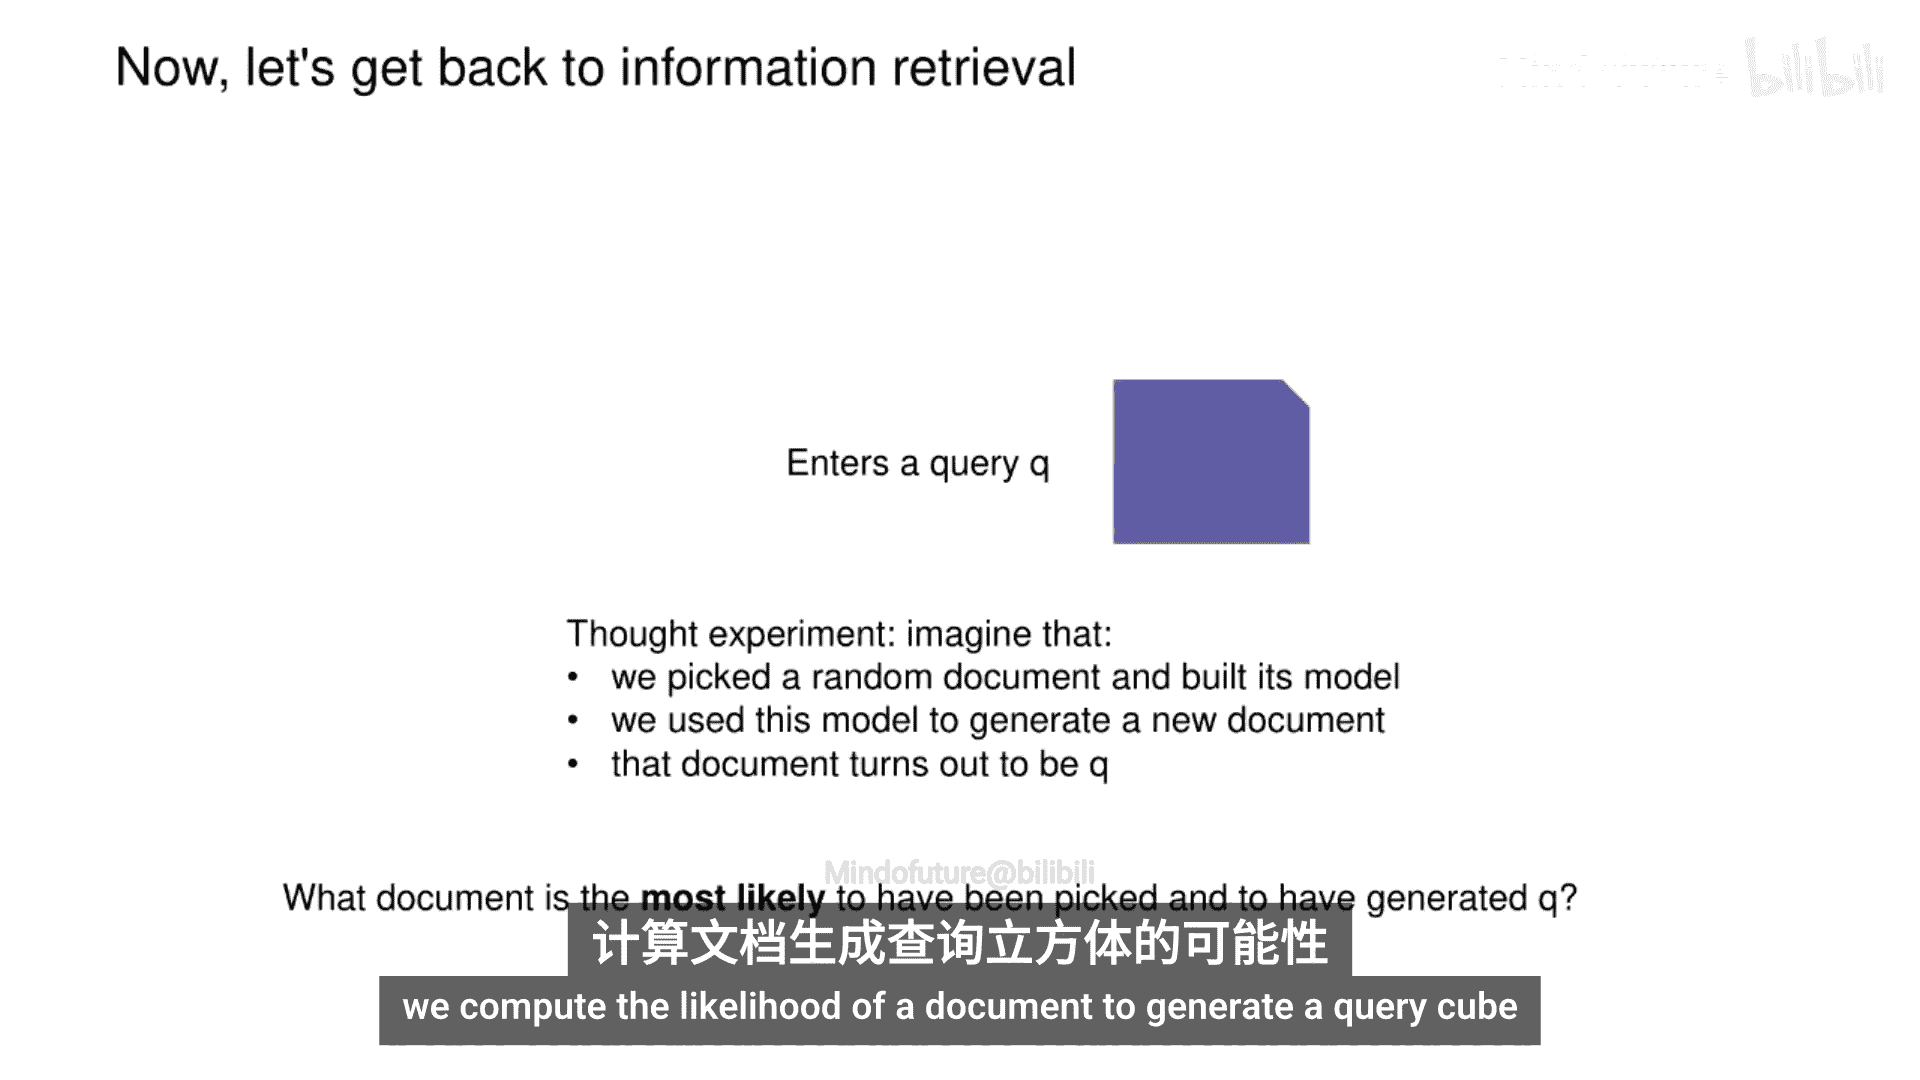 Now, let's get back to information retrieval
bilibili
Enters a query q
Thought experiment: imagine that:
• we picked a random document and built its model
• we used this model to generate a new document
• that document turns out to be q
Mindofuture@bilibili
What document is the most likely to have been picked and to have generated q?
计算文档生成查询立方体的可能性
we compute the likelihood of a document to generate a query cube